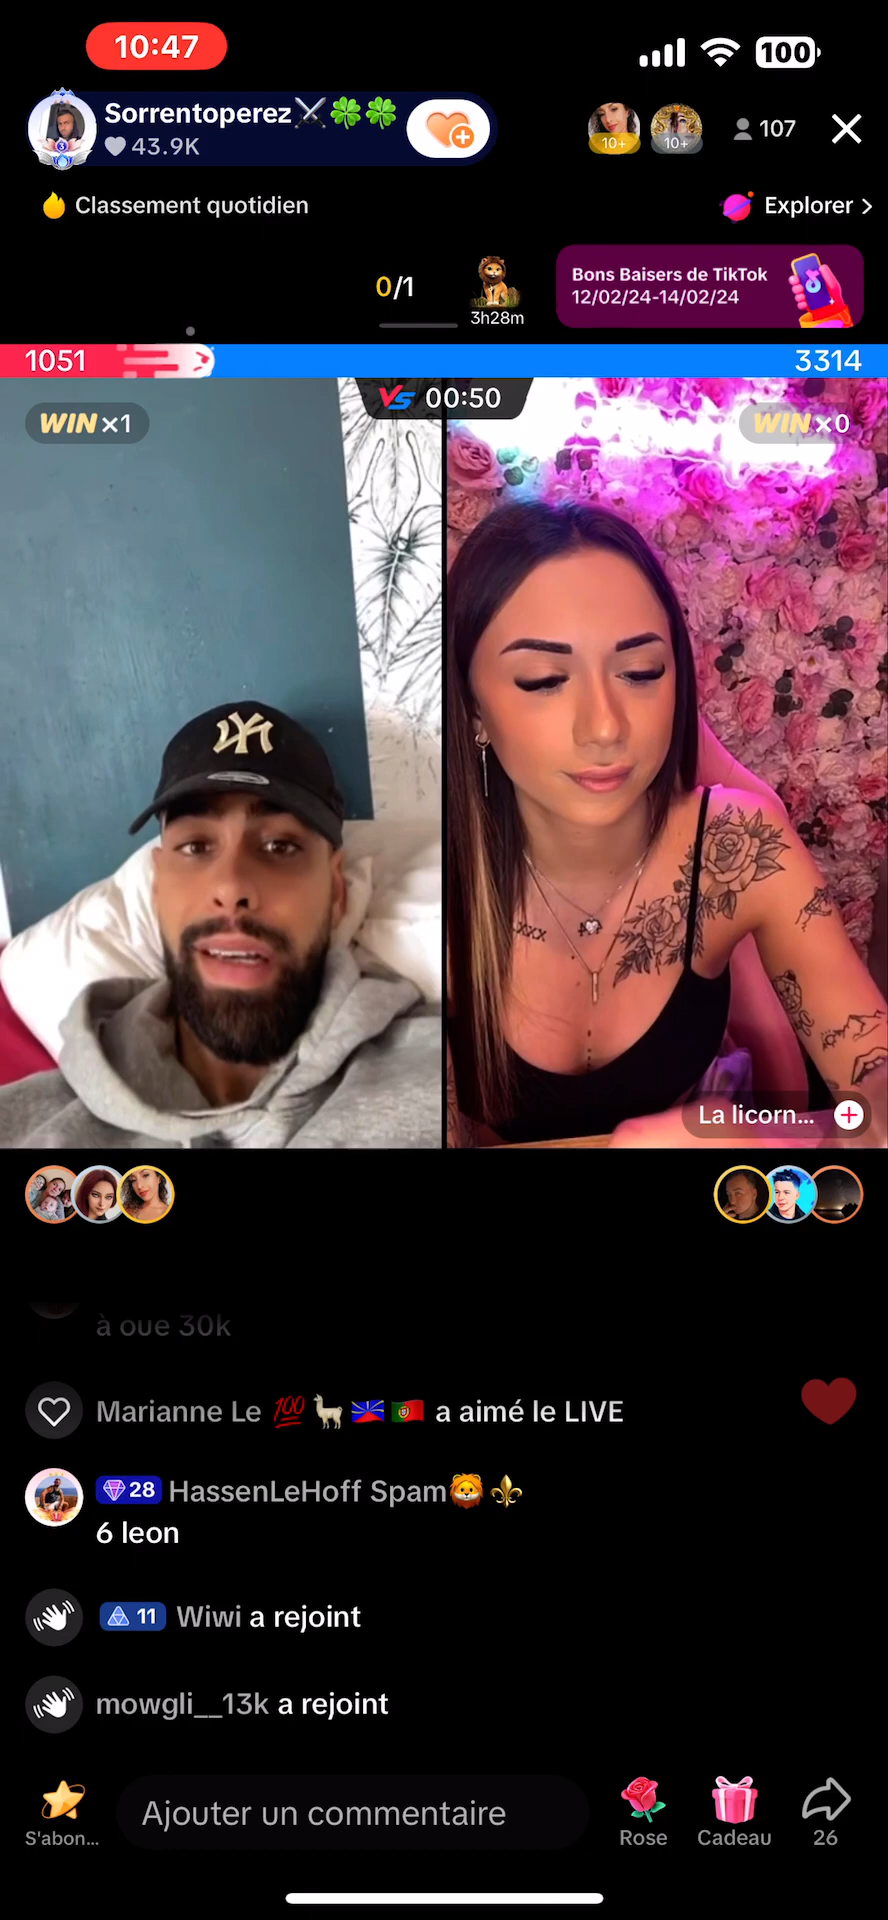 10:47
100
Sorrentoperez⚔️🍀🍀
43.9K
10+
10+
107
Classement quotidien
Explorer >
0/1
3h28m
Bons Baisers de TikTok
12/02/24-14/02/24
1051
3314
WIN x1
VS 00:50
WIN x0
NY
xxx
La licorn...
à oue 30k
Marianne Le 💯🦙🇷🇪🇵🇹 a aimé le LIVE
28 HassenLeHoff Spam🦁⚜️
6 leon
11 Wiwi a rejoint
mowgli__13k a rejoint
S'abon...
Ajouter un commentaire
Rose
Cadeau
26